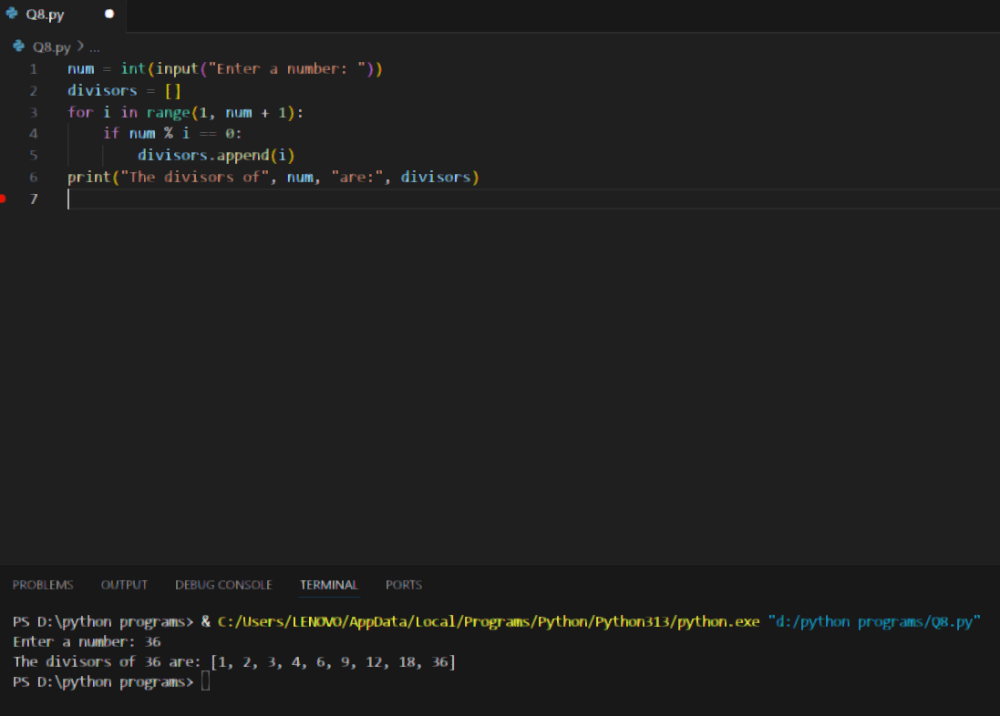 Q8.py
Q8.py > ...
1 num = int(input("Enter a number: "))
2 divisors = []
3 for i in range(1, num + 1):
4     if num % i == 0:
5         divisors.append(i)
6 print("The divisors of", num, "are:", divisors)
7
PROBLEMS OUTPUT DEBUG CONSOLE TERMINAL PORTS
PS D:\python programs> & C:/Users/LENOVO/AppData/Local/Programs/Python/Python313/python.exe "d:/python programs/Q8.py"
Enter a number: 36
The divisors of 36 are: [1, 2, 3, 4, 6, 9, 12, 18, 36]
PS D:\python programs>